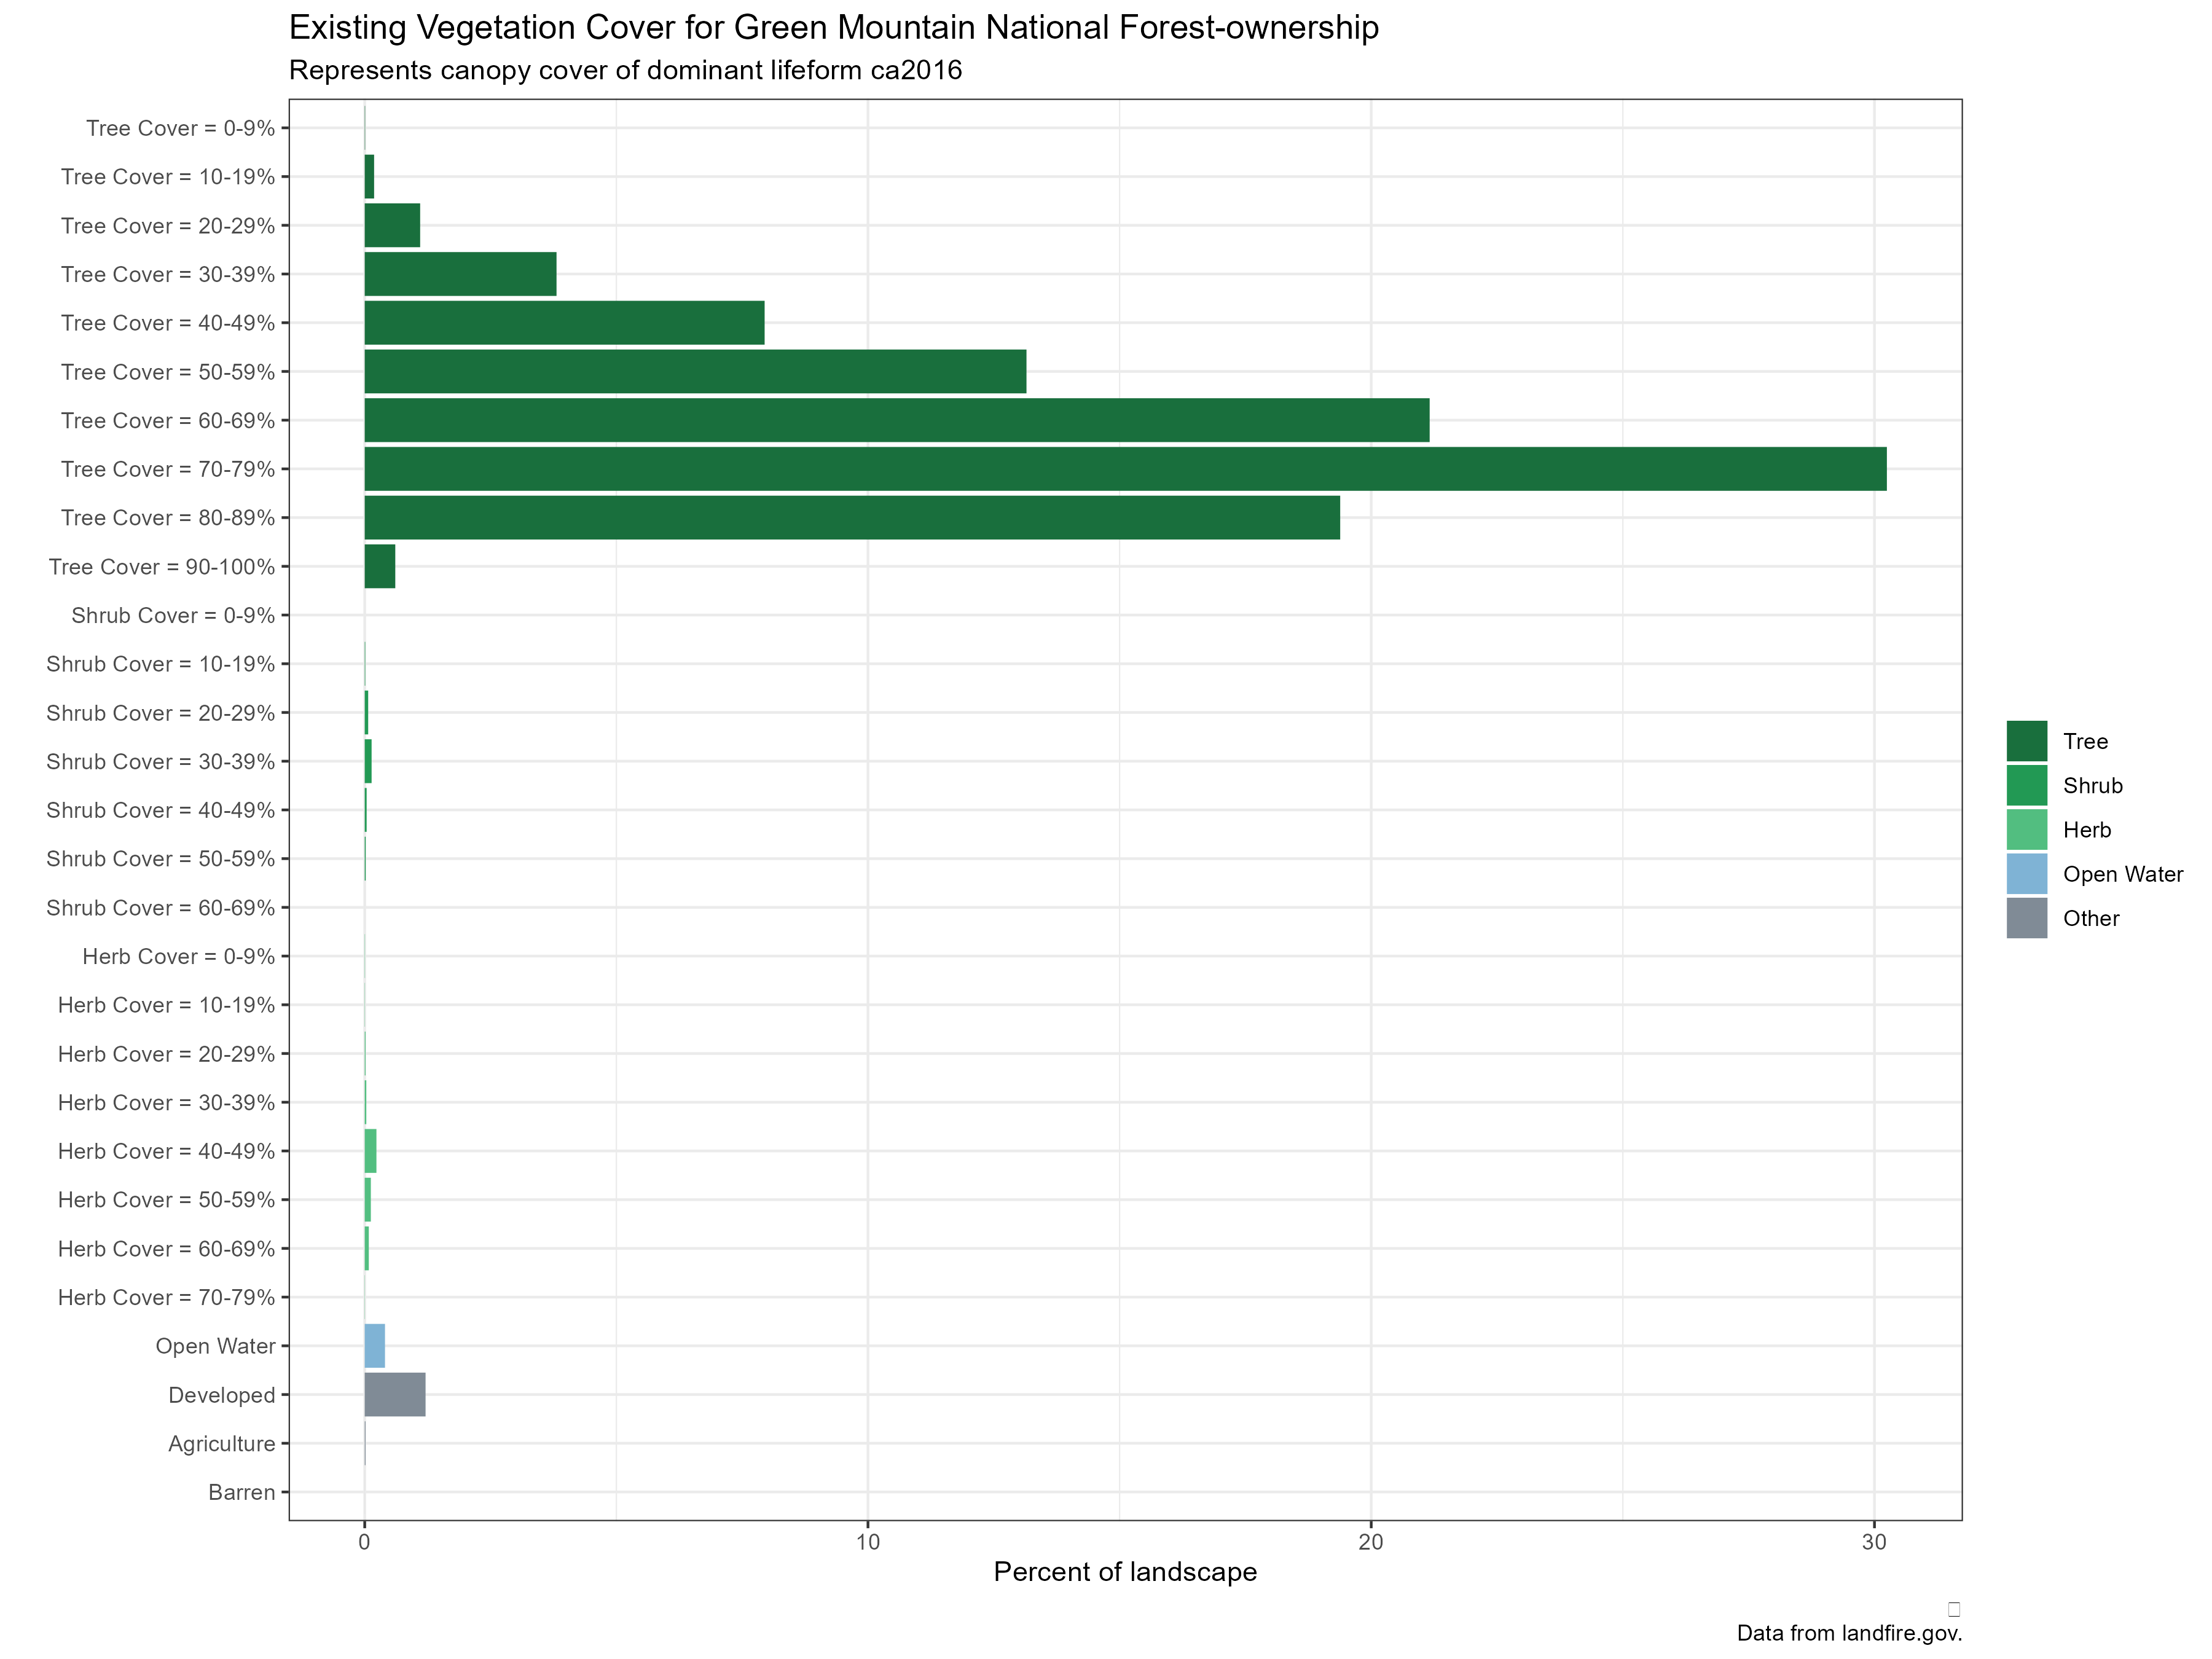 Existing Vegetation Cover for Green Mountain National Forest-ownership
Represents canopy cover of dominant lifeform ca2016
Tree Cover = 0-9%
Tree Cover = 10-19%
Tree Cover = 20-29%
Tree Cover = 30-39%
Tree Cover = 40-49%
Tree Cover = 50-59%
Tree Cover = 60-69%
Tree Cover = 70-79%
Tree Cover = 80-89%
Tree Cover = 90-100%
Shrub Cover = 0-9%
Shrub Cover = 10-19%
Shrub Cover = 20-29%
Shrub Cover = 30-39%
Shrub Cover = 40-49%
Shrub Cover = 50-59%
Shrub Cover = 60-69%
Herb Cover = 0-9%
Herb Cover = 10-19%
Herb Cover = 20-29%
Herb Cover = 30-39%
Herb Cover = 40-49%
Herb Cover = 50-59%
Herb Cover = 60-69%
Herb Cover = 70-79%
Open Water
Developed
Agriculture
Barren
0 10 20 30
Percent of landscape
Tree
Shrub
Herb
Open Water
Other
Data from landfire.gov.